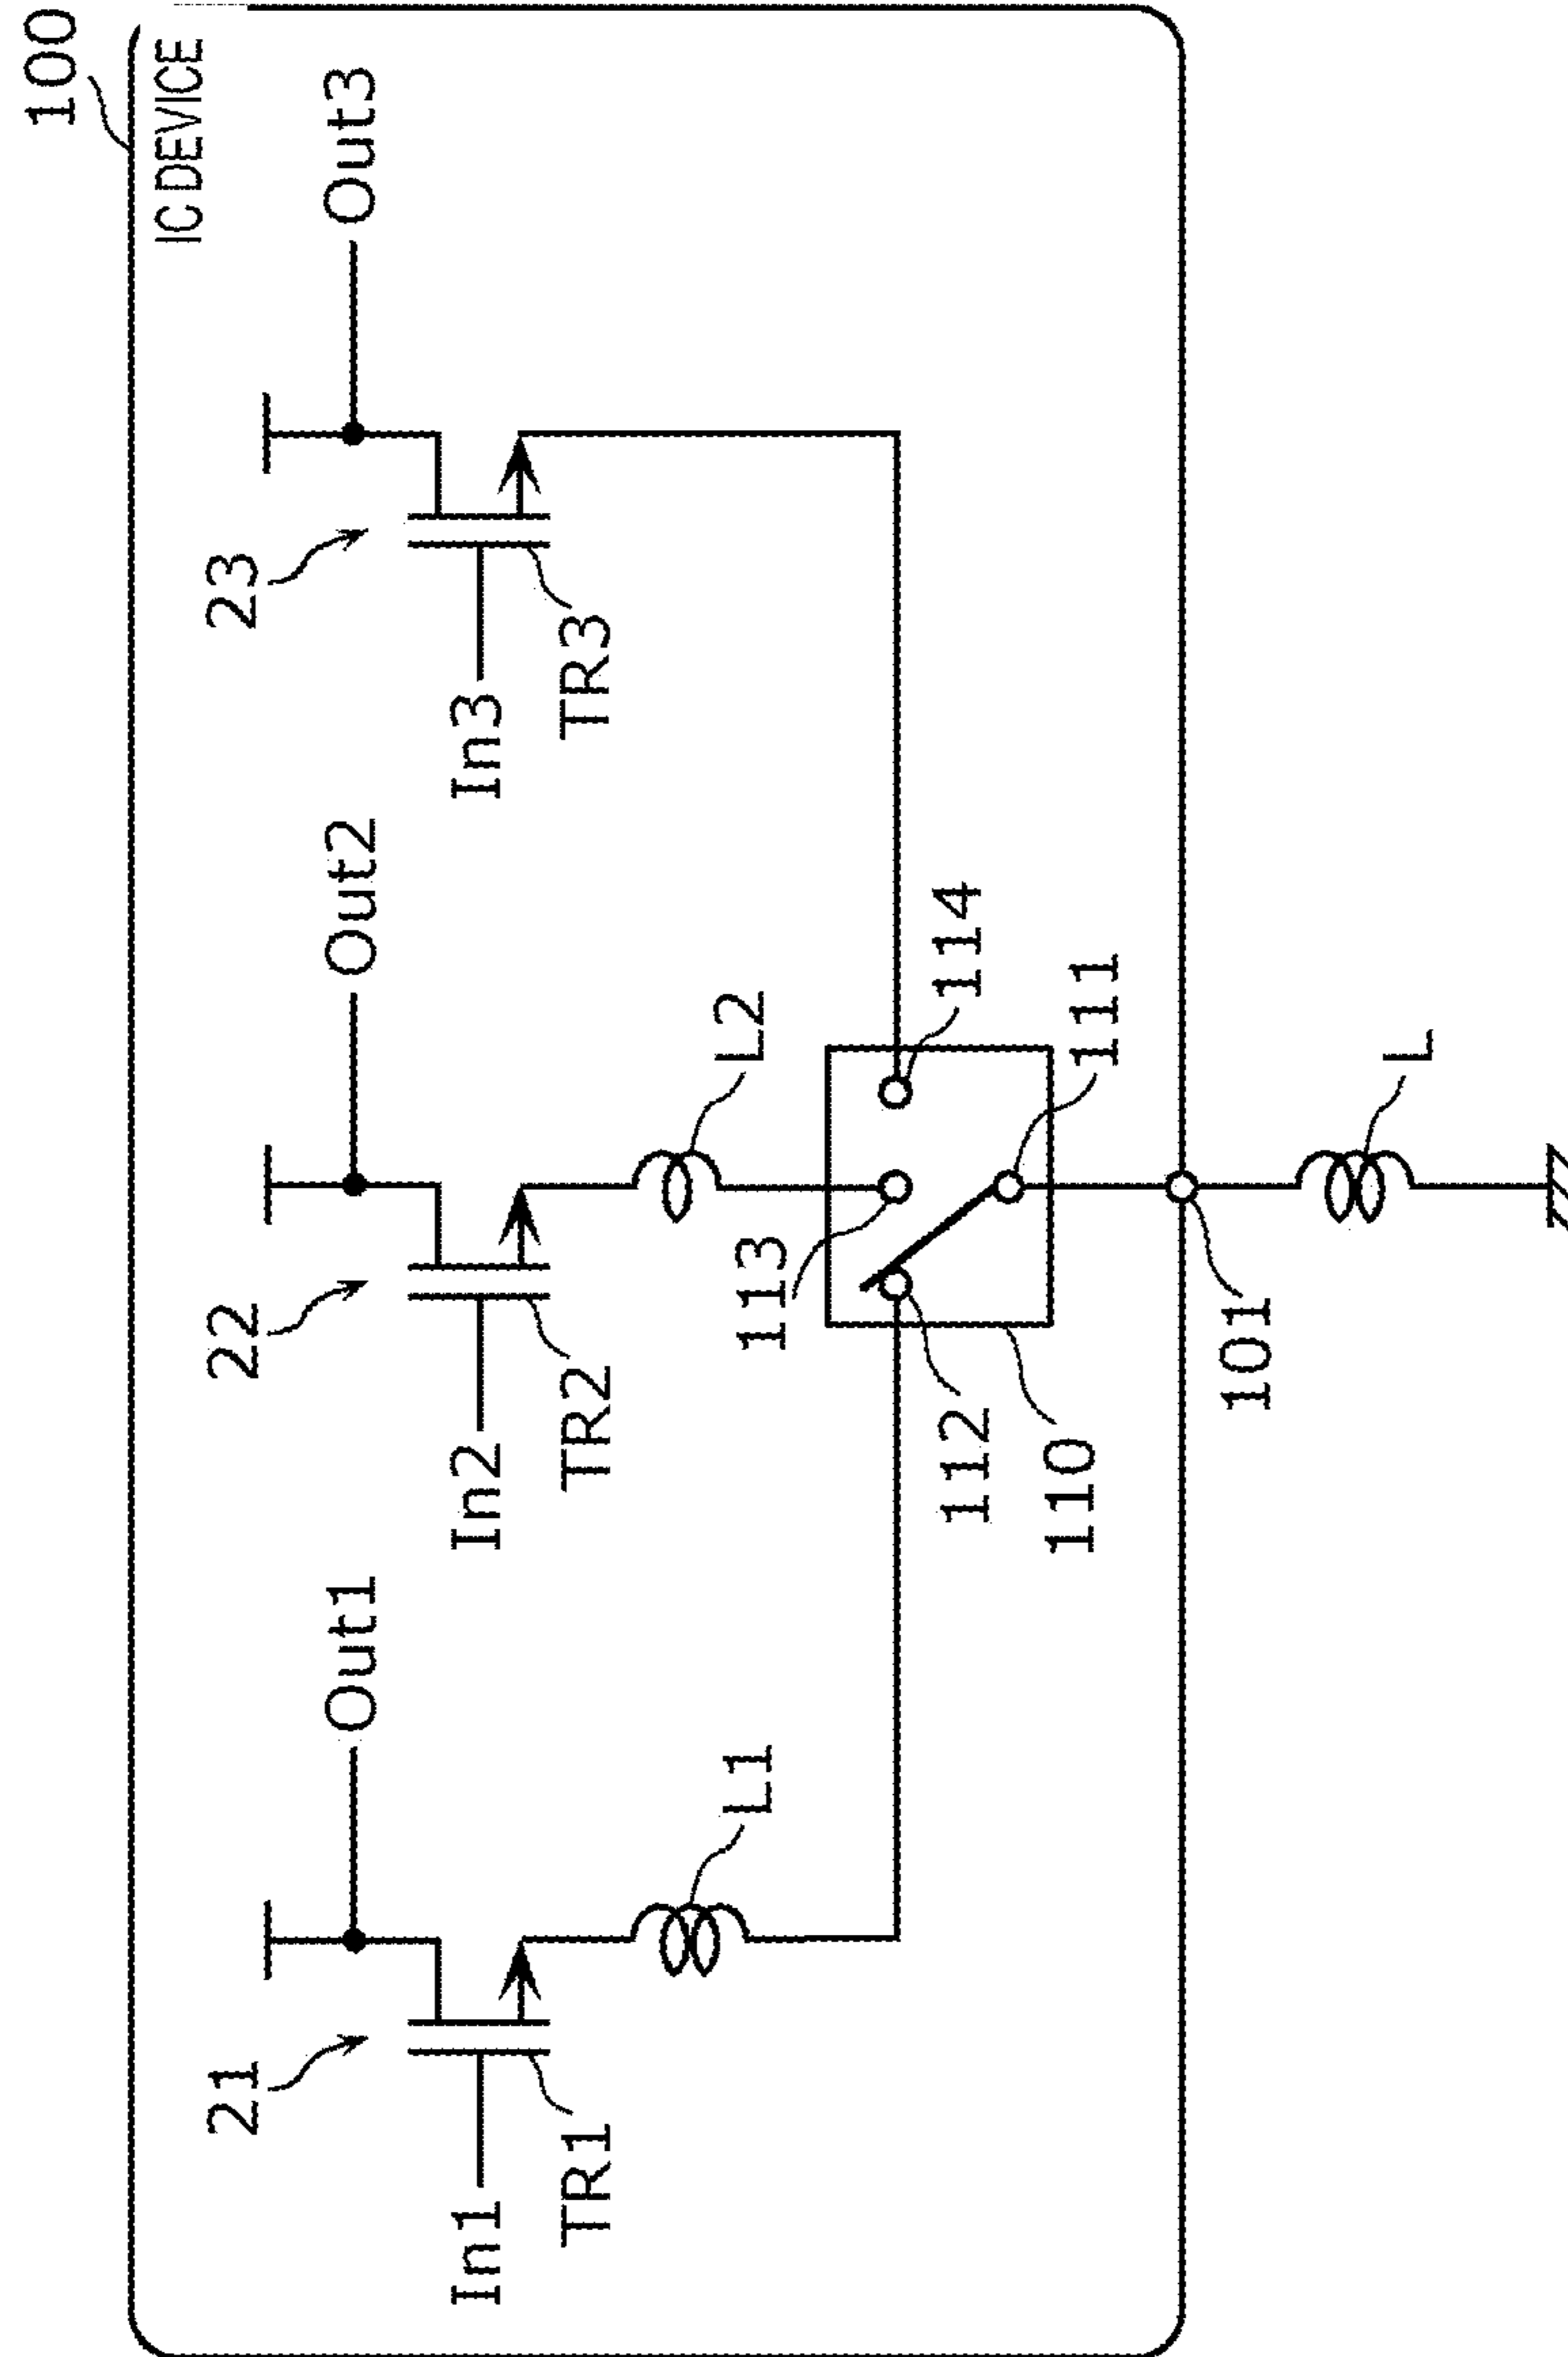 100
IC DEVICE
Out1
Out2
Out3
21
22
23
In1
In2
In3
TR1
TR2
TR3
L1
L2
113
114
112
111
110
101
L